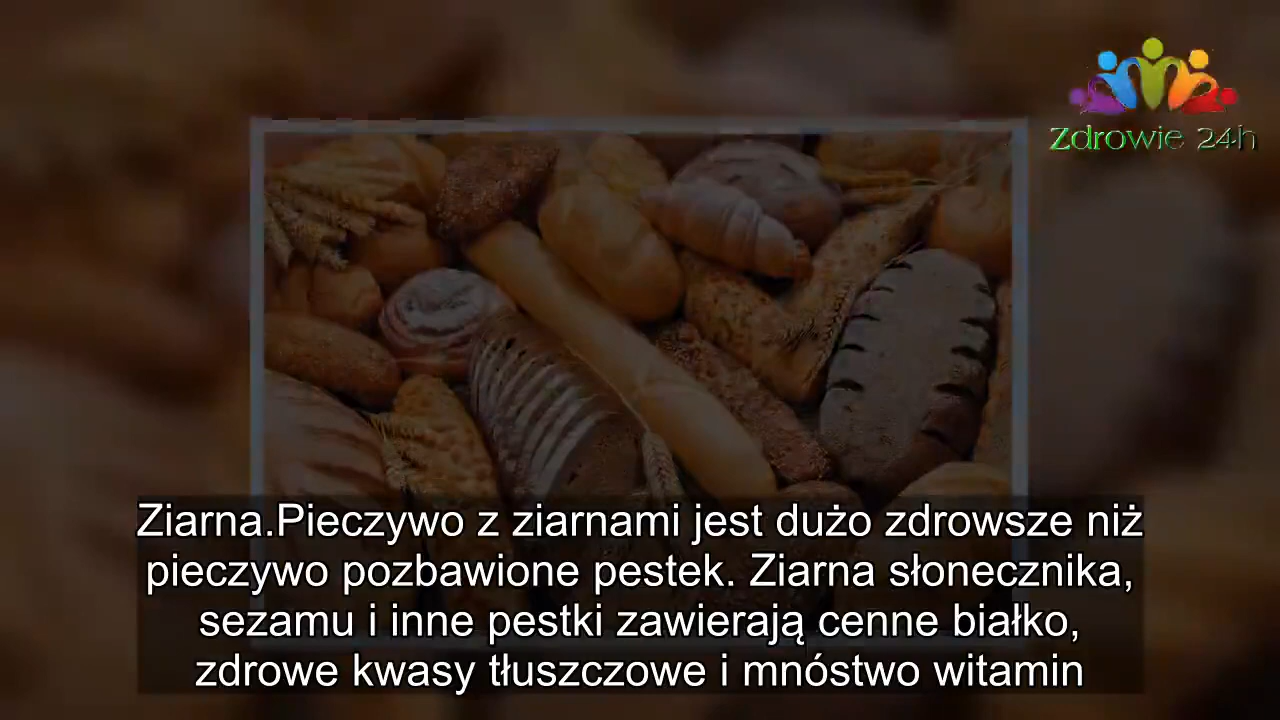 Zdrowie 24h
Ziarna.Pieczywo z ziarnami jest dużo zdrowsze niż
pieczywo pozbawione pestek. Ziarna słonecznika,
sezamu i inne pestki zawierają cenne białko,
zdrowe kwasy tłuszczowe i mnóstwo witamin